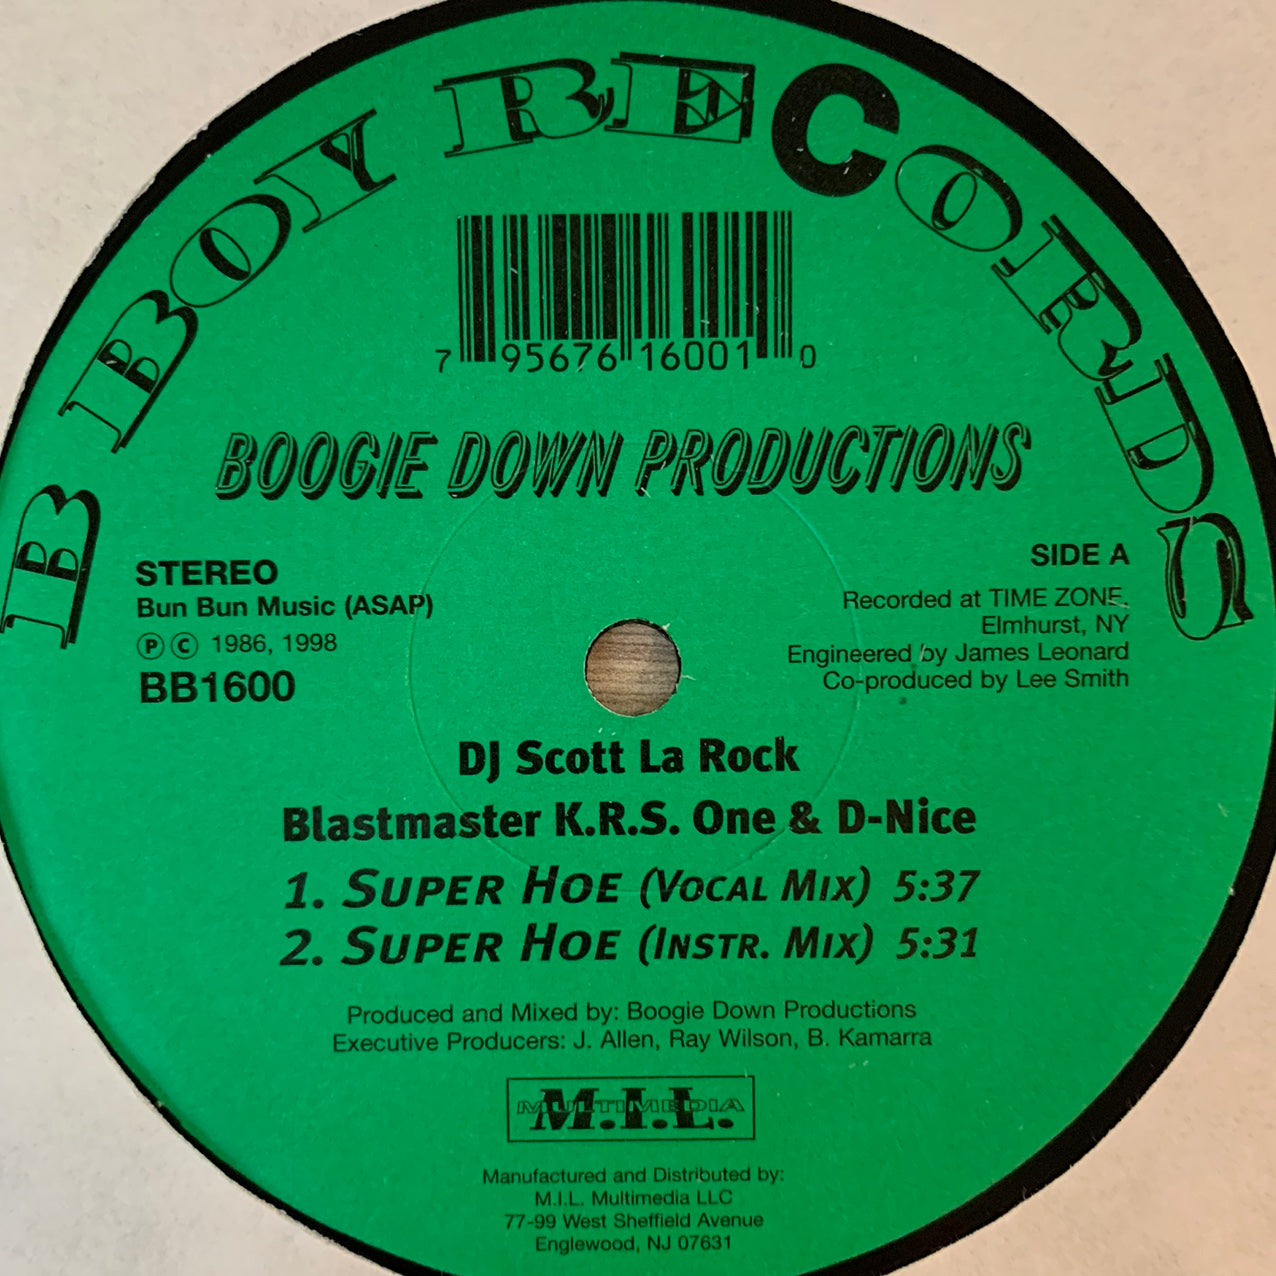 B BOY RECORDS
7 95676 16001 0
BOOGIE DOWN PRODUCTIONS
STEREO
Bun Bun Music (ASAP)
Ⓟ Ⓒ 1986, 1998
BB1600
SIDE A
Recorded at TIME ZONE,
Elmhurst, NY
Engineered by James Leonard
Co-produced by Lee Smith
DJ Scott La Rock
Blastmaster K.R.S. One & D-Nice
1. SUPER HOE (VOCAL MIX) 5:37
2. SUPER HOE (INSTR. MIX) 5:31
Produced and Mixed by: Boogie Down Productions
Executive Producers: J. Allen, Ray Wilson, B. Kamarra
M.I.L.
MULTIMEDIA
Manufactured and Distributed by:
M.I.L. Multimedia LLC
77-99 West Sheffield Avenue
Englewood, NJ 07631